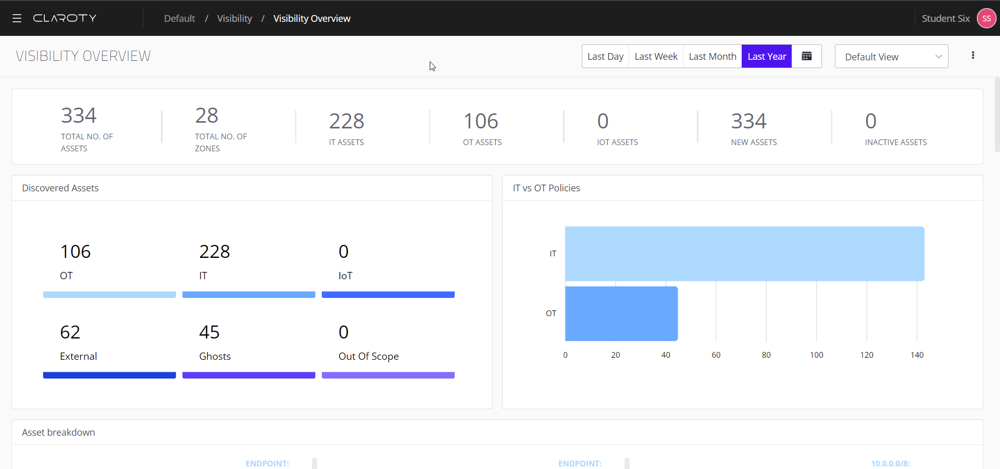 CLAROTY
Default / Visibility / Visibility Overview
Student Six
SS
VISIBILITY OVERVIEW
Last Day
Last Week
Last Month
Last Year
Default View
334
TOTAL NO. OF
ASSETS
28
TOTAL NO. OF
ZONES
228
IT ASSETS
106
OT ASSETS
0
IOT ASSETS
334
NEW ASSETS
0
INACTIVE ASSETS
Discovered Assets
106
OT
228
IT
0
IoT
62
External
45
Ghosts
0
Out Of Scope
IT vs OT Policies
IT
OT
0 20 40 60 80 100 120 140
Asset breakdown
ENDPOINT:
ENDPOINT:
10.0.0.0/8: